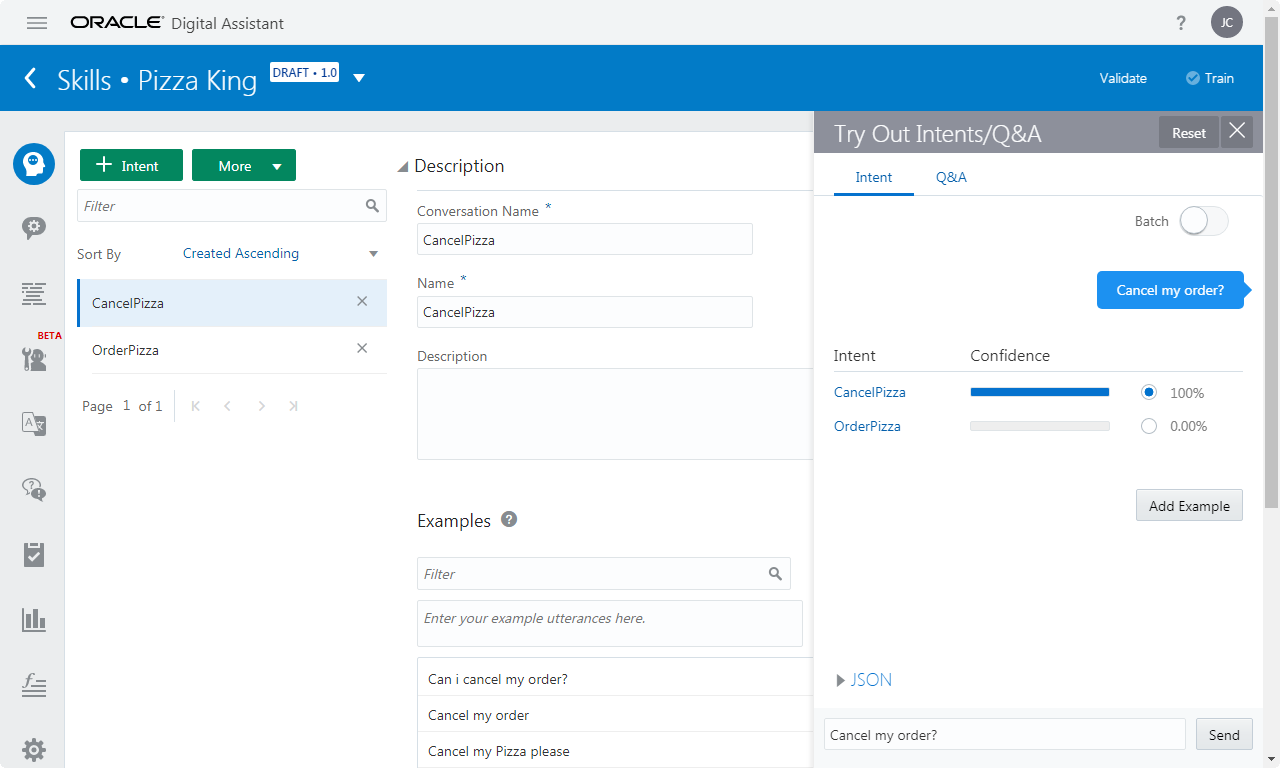 ORACLE Digital Assistant
?
JC
Skills • Pizza King
DRAFT • 1.0
Validate
Train
BETA
Intent
More
Filter
Sort By
Created Ascending
CancelPizza
OrderPizza
Page 1 of 1
Description
Conversation Name *
CancelPizza
Name *
CancelPizza
Description
Examples
?
Filter
Enter your example utterances here.
Can i cancel my order?
Cancel my order
Cancel my Pizza please
Try Out Intents/Q&A
Reset
Intent
Q&A
Batch
Cancel my order?
Intent Confidence
CancelPizza 100%
OrderPizza 0.00%
Add Example
JSON
Cancel my order?
Send